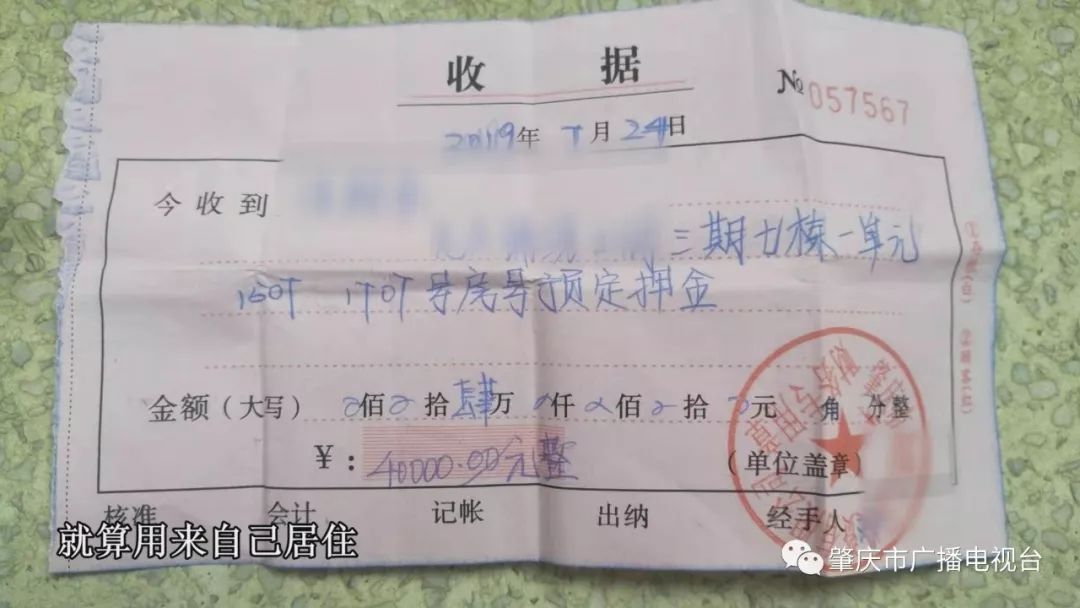 收 据
№ 057567
2019年 7月 24日
今收到
三期七栋一单元
1607 1707号房号预定押金
金额（大写） 佰 拾肆万 仟 佰 拾 元 角 分整
￥：40000.00元整
（单位盖章）
核准 会计 记帐 出纳 经手人
就算用来自己居住
肇庆市广播电视台